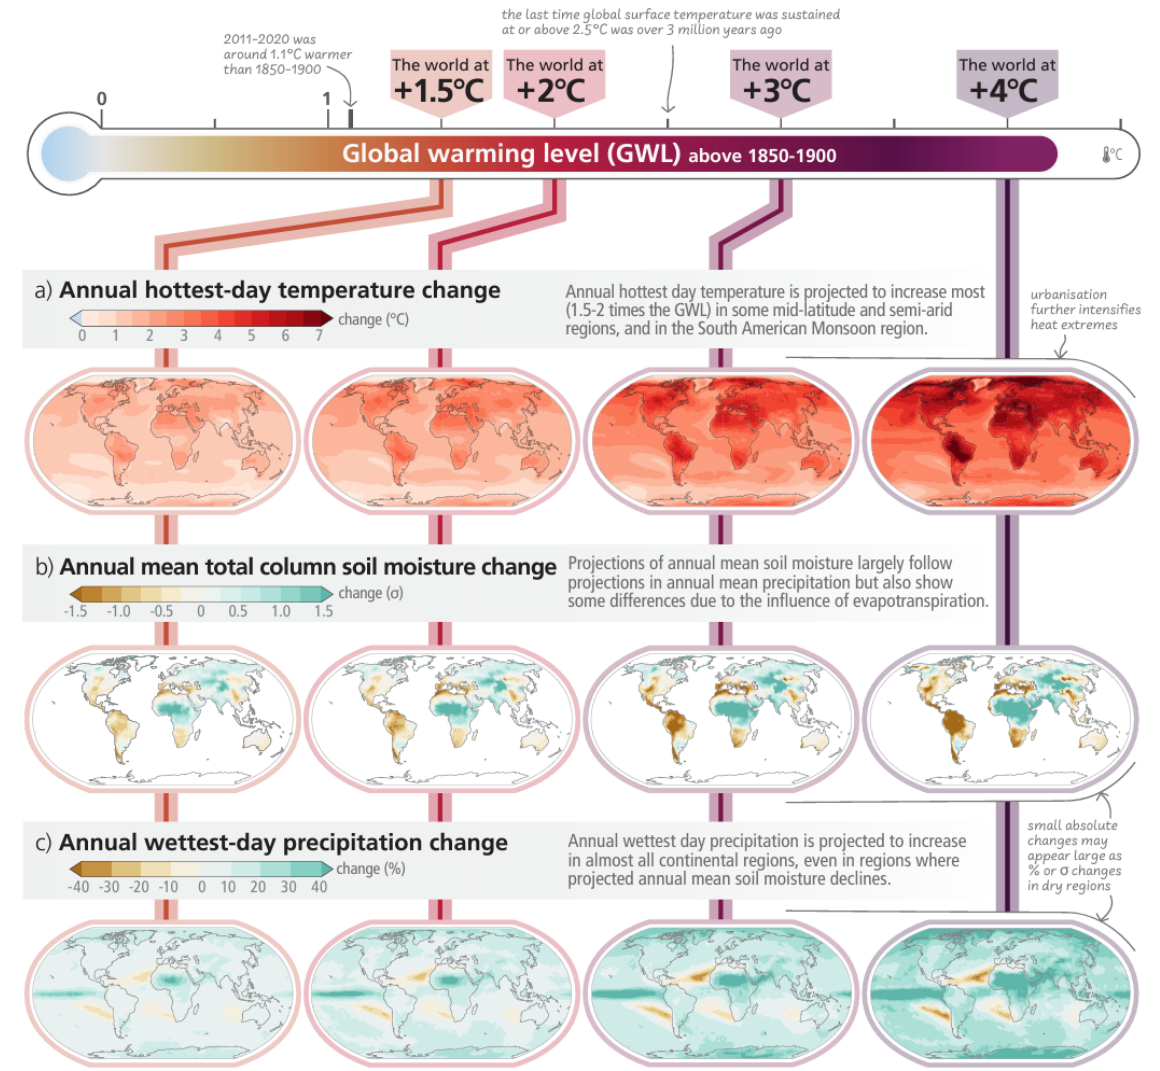 the last time global surface temperature was sustained
at or above 2.5°C was over 3 million years ago
2011-2020 was
around 1.1°C warmer
than 1850-1900
The world at
+1.5°C
The world at
+2°C
The world at
+3°C
The world at
+4°C
0
1
Global warming level (GWL) above 1850-1900
°C
a) Annual hottest-day temperature change
change (°C)
0 1 2 3 4 5 6 7
Annual hottest day temperature is projected to increase most
(1.5-2 times the GWL) in some mid-latitude and semi-arid
regions, and in the South American Monsoon region.
urbanisation
further intensifies
heat extremes
b) Annual mean total column soil moisture change
change (σ)
-1.5 -1.0 -0.5 0 0.5 1.0 1.5
Projections of annual mean soil moisture largely follow
projections in annual mean precipitation but also show
some differences due to the influence of evapotranspiration.
c) Annual wettest-day precipitation change
change (%)
-40 -30 -20 -10 0 10 20 30 40
Annual wettest day precipitation is projected to increase
in almost all continental regions, even in regions where
projected annual mean soil moisture declines.
small absolute
changes may
appear large as
% or σ changes
in dry regions